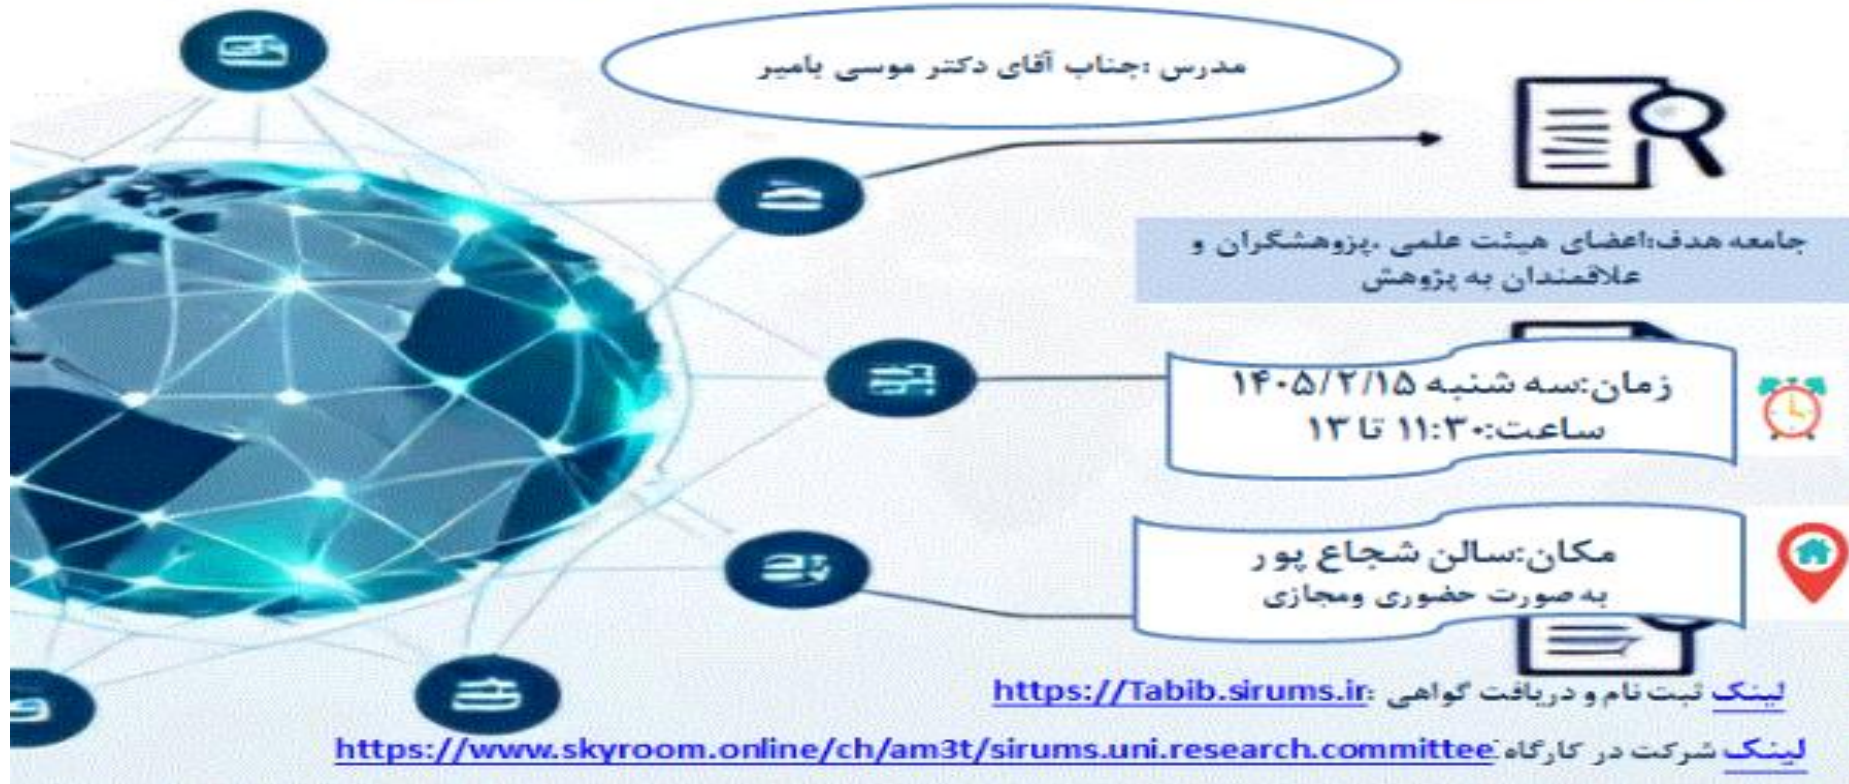 مدرس :جناب آقای دکتر موسی بامیر
جامعه هدف:اعضای هیئت علمی ،پژوهشگران و
علاقمندان به پژوهش
زمان:سه شنبه ۱۴۰۵/۲/۱۵
ساعت:۱۱:۳۰ تا ۱۳
مکان:سالن شجاع پور
به صورت حضوری ومجازی
لینک ثبت نام و دریافت گواهی :https://Tabib.sirums.ir
لینک شرکت در کارگاه:https://www.skyroom.online/ch/am3t/sirums.uni.research.committee